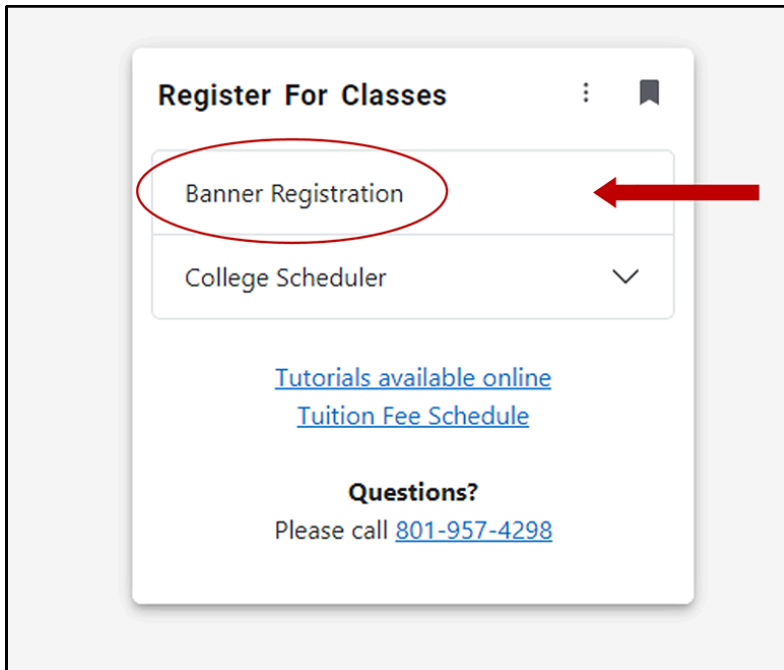 Register For Classes
Banner Registration
College Scheduler
Tutorials available online
Tuition Fee Schedule
Questions?
Please call 801-957-4298